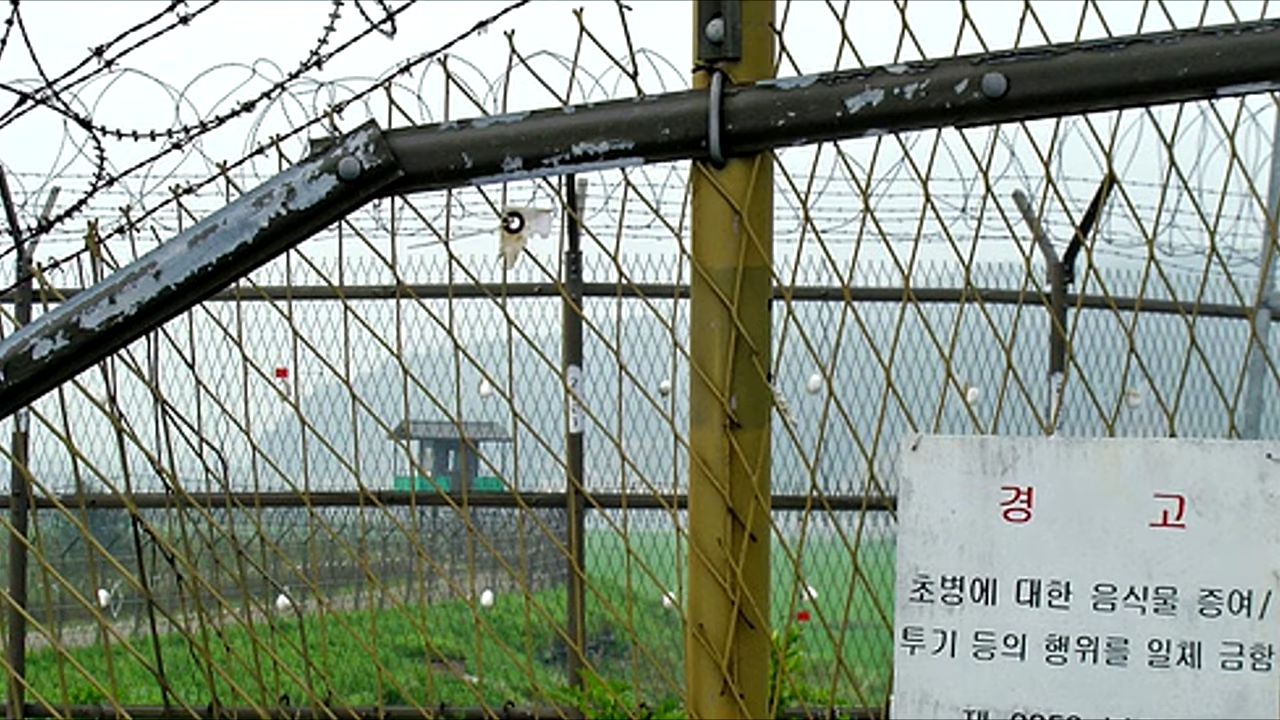 경 고
초병에 대한 음식물 증여/
투기 등의 행위를 일체 금함
제